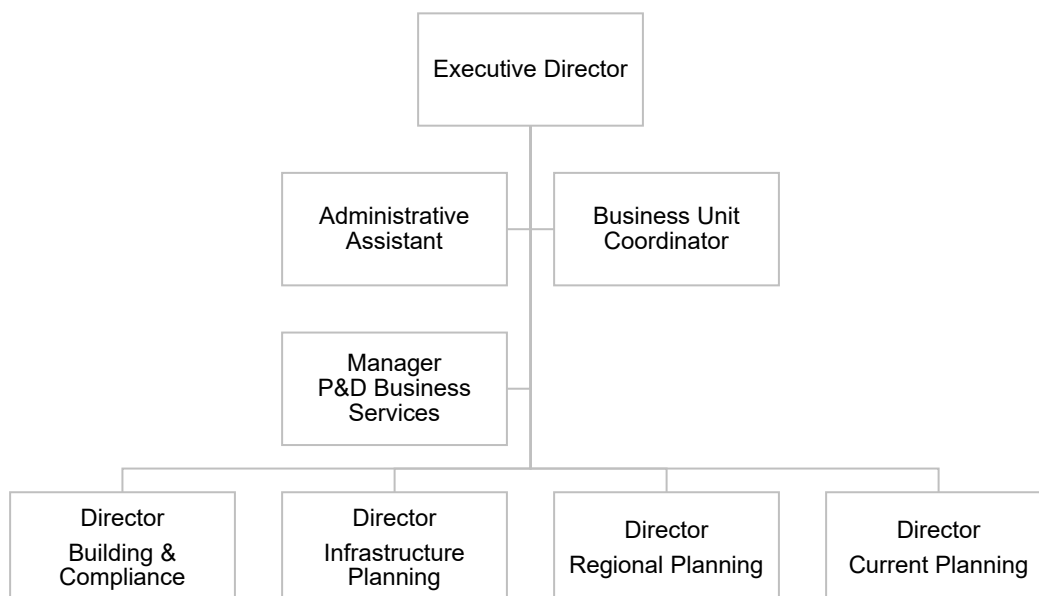 Executive Director
Administrative
Assistant
Business Unit
Coordinator
Manager
P&D Business
Services
Director
Building &
Compliance
Director
Infrastructure
Planning
Director
Regional Planning
Director
Current Planning